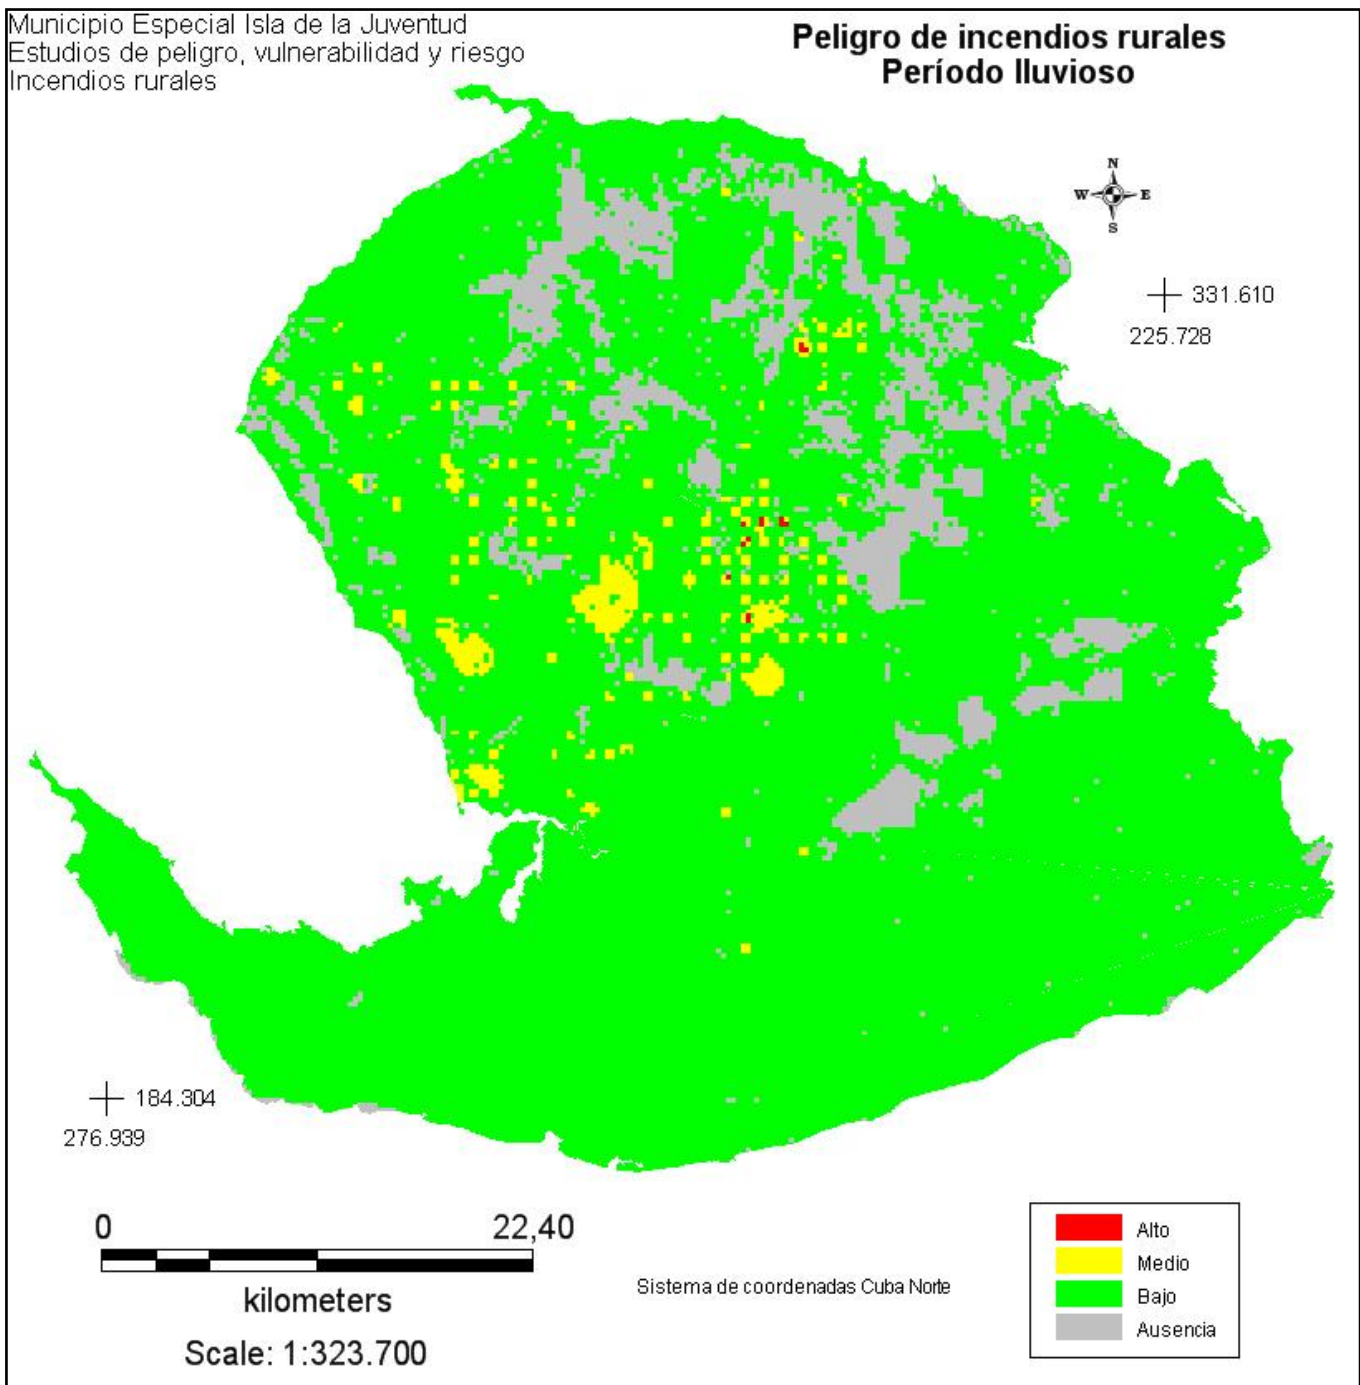 Municipio Especial Isla de la Juventud
Estudios de peligro, vulnerabilidad y riesgo
Incendios rurales
Peligro de incendios rurales
Período lluvioso
N
W E
S
331.610
225.728
184.304
276.939
0 22,40
kilometers
Scale: 1:323.700
Sistema de coordenadas Cuba Norte
Alto
Medio
Bajo
Ausencia